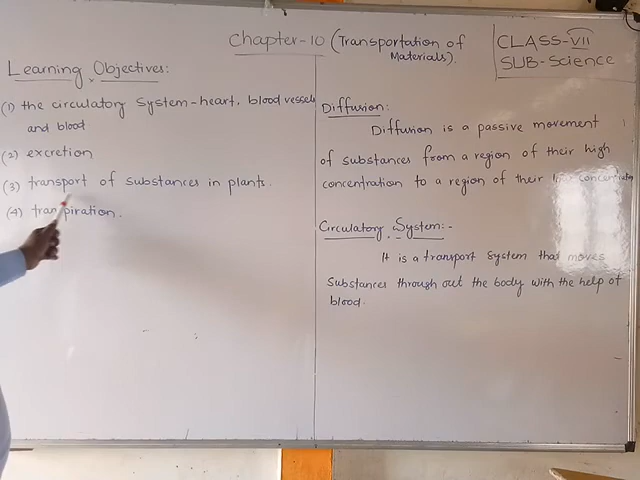 Chapter-10 (Transportation of
Materials).
CLASS-VII
SUB-Science
Learning Objectives:
(1) the circulatory System-heart, blood vessels
and blood
(2) excretion
(3) transport of substances in plants.
(4) transpiration.
Diffusion:
Diffusion is a passive movement
of substances from a region of their high
concentration to a region of their concentration
Circulatory System:-
It is a transport system that moves
Substances through out the body with the help of
blood.